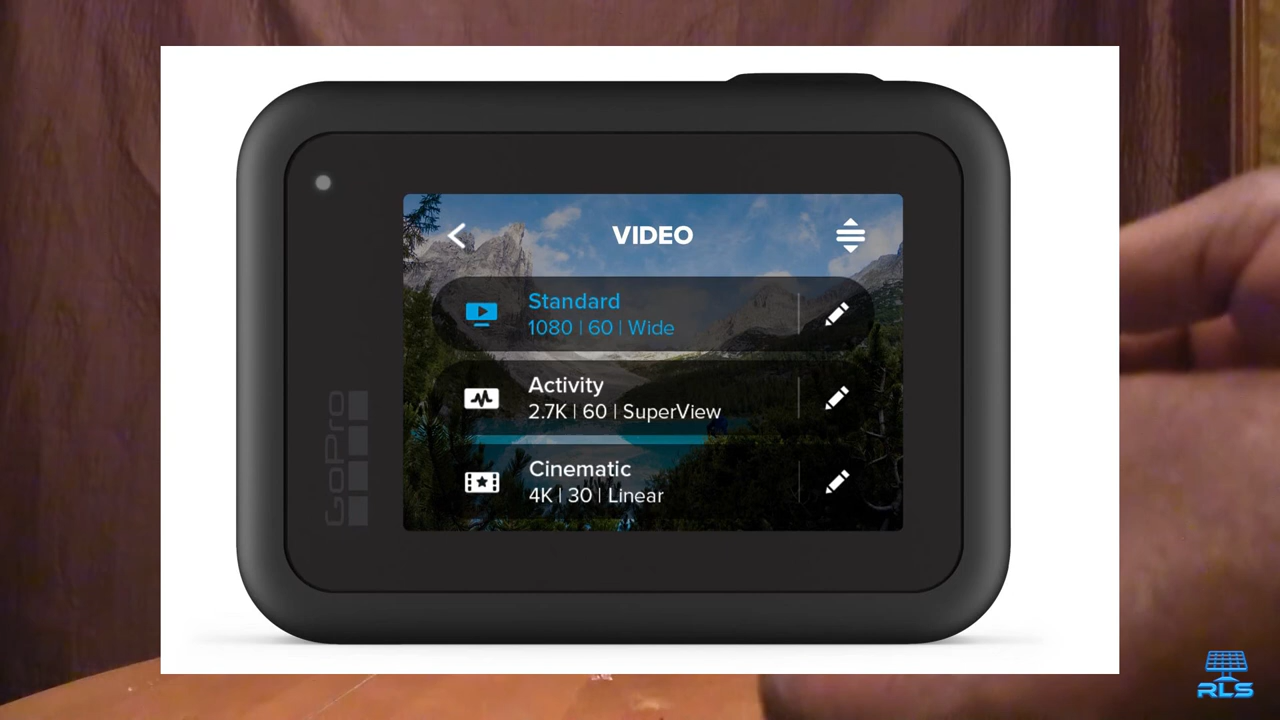 VIDEO
Standard
1080 | 60 | Wide
Activity
2.7K | 60 | SuperView
Cinematic
4K | 30 | Linear
GoPro
RLS